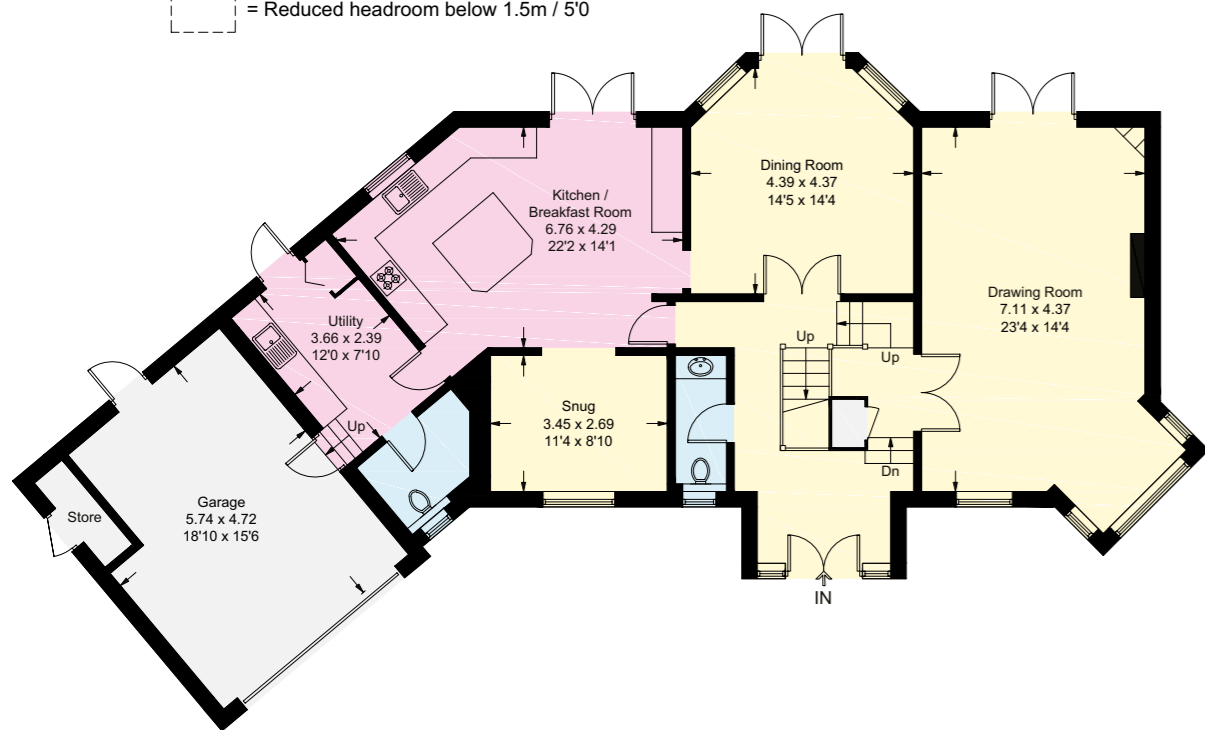 = Reduced headroom below 1.5m / 5'0
Dining Room
4.39 x 4.37
14'5 x 14'4
Kitchen /
Breakfast Room
6.76 x 4.29
22'2 x 14'1
Drawing Room
7.11 x 4.37
23'4 x 14'4
Utility
3.66 x 2.39
12'0 x 7'10
Up
Up
Snug
3.45 x 2.69
11'4 x 8'10
Up
Dn
Garage
5.74 x 4.72
18'10 x 15'6
Store
IN